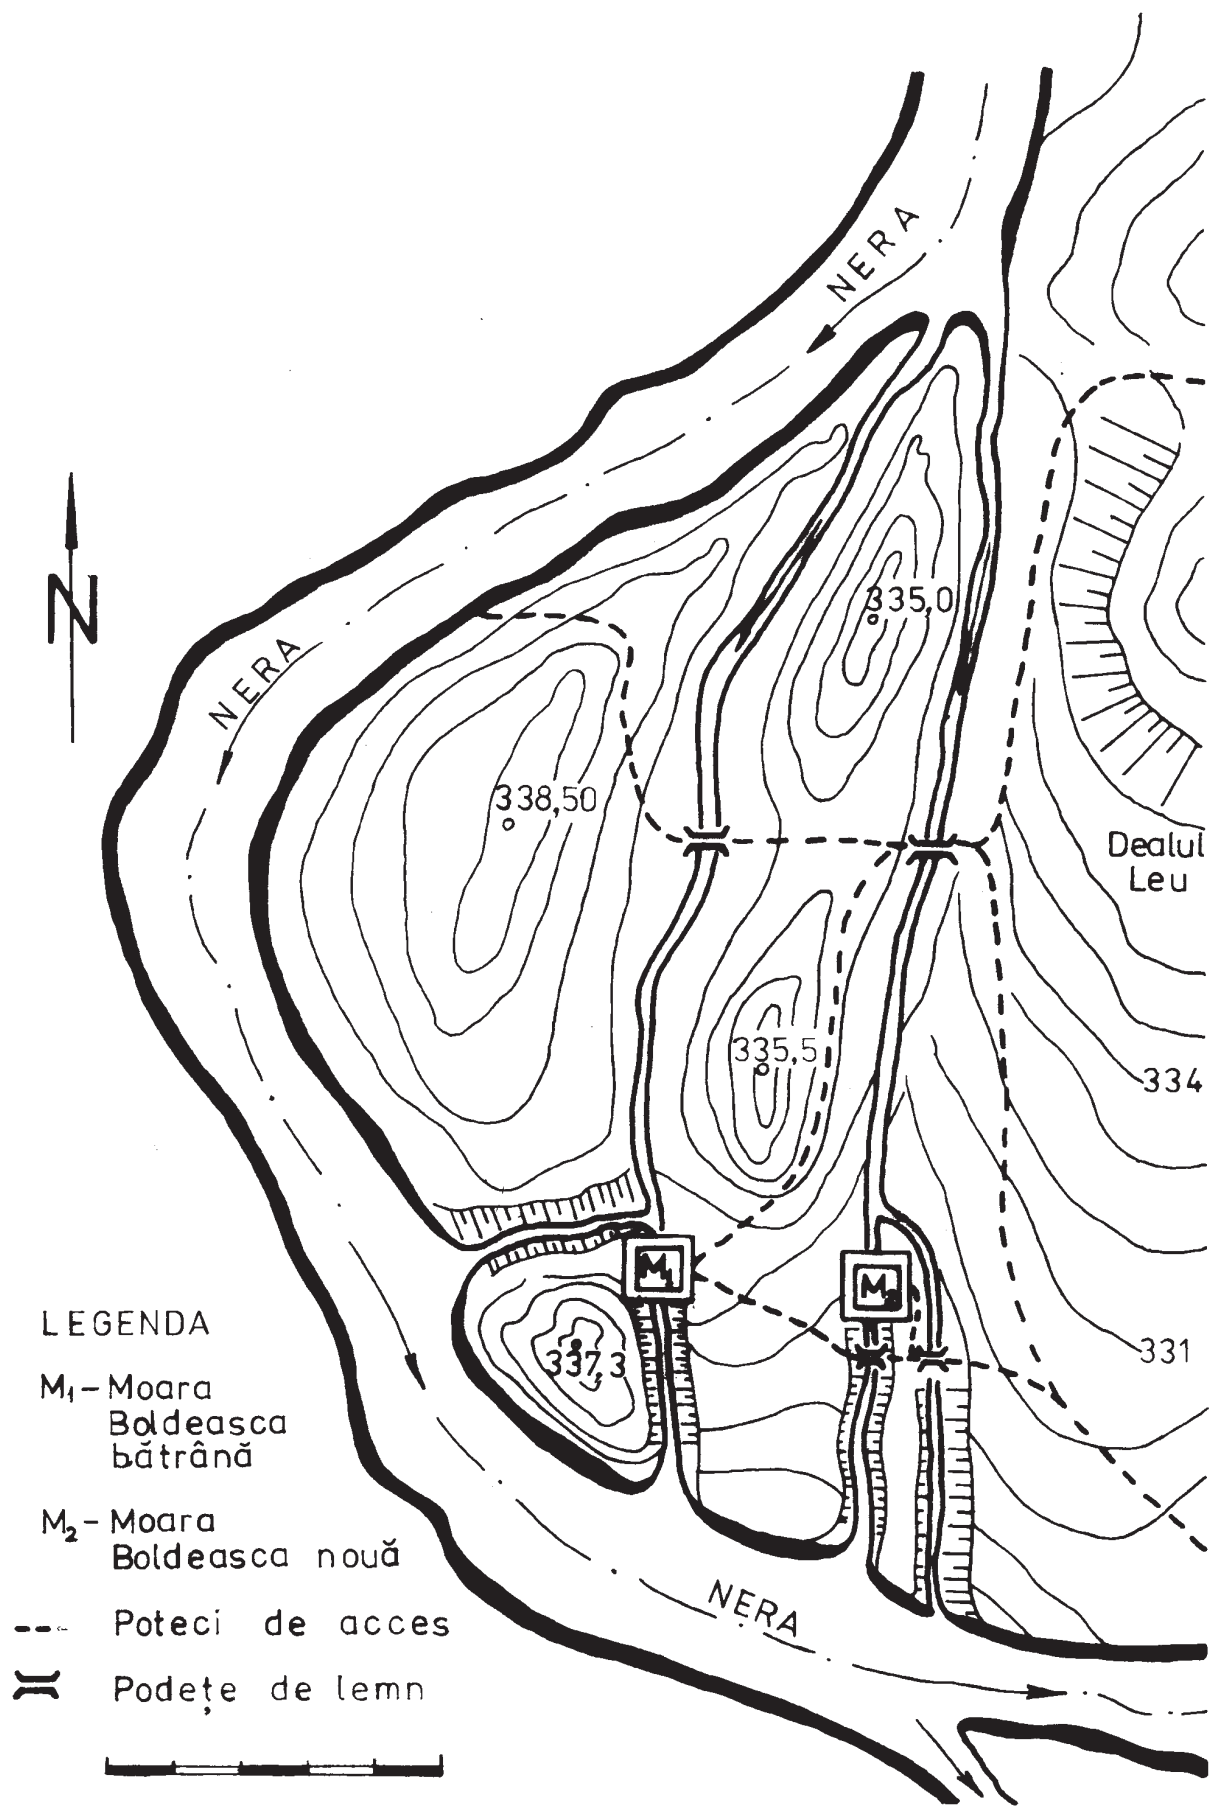 NERA
N
NERA
335,0
338,50
Dealul
Leu
335,5
334
M1
M2
331
337,3
LEGENDA
M1 – Moara
Boldeasca
bătrână
M2 – Moara
Boldeasca nouă
Poteci de acces
Podețe de lemn
NERA